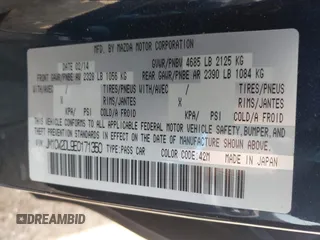 MFG. BY MAZDA MOTOR CORPORATION
DATE 02/14 GVWR/PNBV 4685 LB 2125 KG
FRONT GAWR/PNBE AR 2328 LB 1056 KG REAR GAWR/PNBE AR 2390 LB 1084 KG
WITH/AVEC / TIRES/PNEUS WITH/AVEC /
X RIMS/JANTES X RIMS/JANTES
KPA/ PSI/ COLD/A FROID KPA/ PSI/ COLD/A FROID
THIS VEHICLE CONFORMS TO ALL APPLICABLE FEDERAL MOTOR VEHICLE SAFETY, BUMPER, AND
THEFT PREVENTION STANDARDS IN EFFECT ON THE DATE OF MANUFACTURE SHOWN ABOVE.
TYPE: PASS CAR COLOR CODE: 42M MADE IN JAPAN
DREAMBID